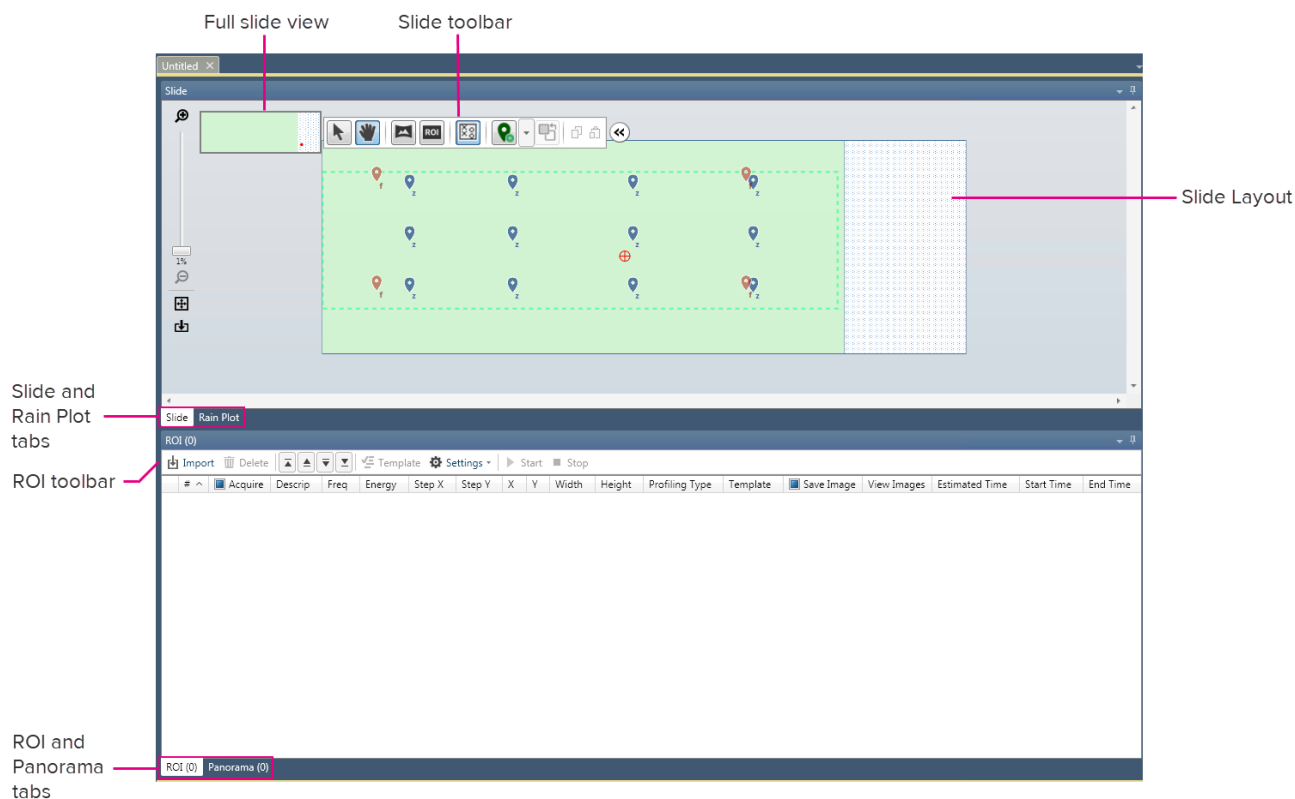 Full slide view
Slide toolbar
Untitled
Slide
ROI
f
z
z
z
f
z
z
z
z
z
1%
f
z
z
z
f
z
Slide Layout
Slide and
Rain Plot
tabs
Slide Rain Plot
ROI (0)
ROI toolbar
Import Delete Template Settings Start Stop
# Acquire Descrip Freq Energy Step X Step Y X Y Width Height Profiling Type Template Save Image View Images Estimated Time Start Time End Time
ROI and
Panorama
tabs
ROI (0) Panorama (0)